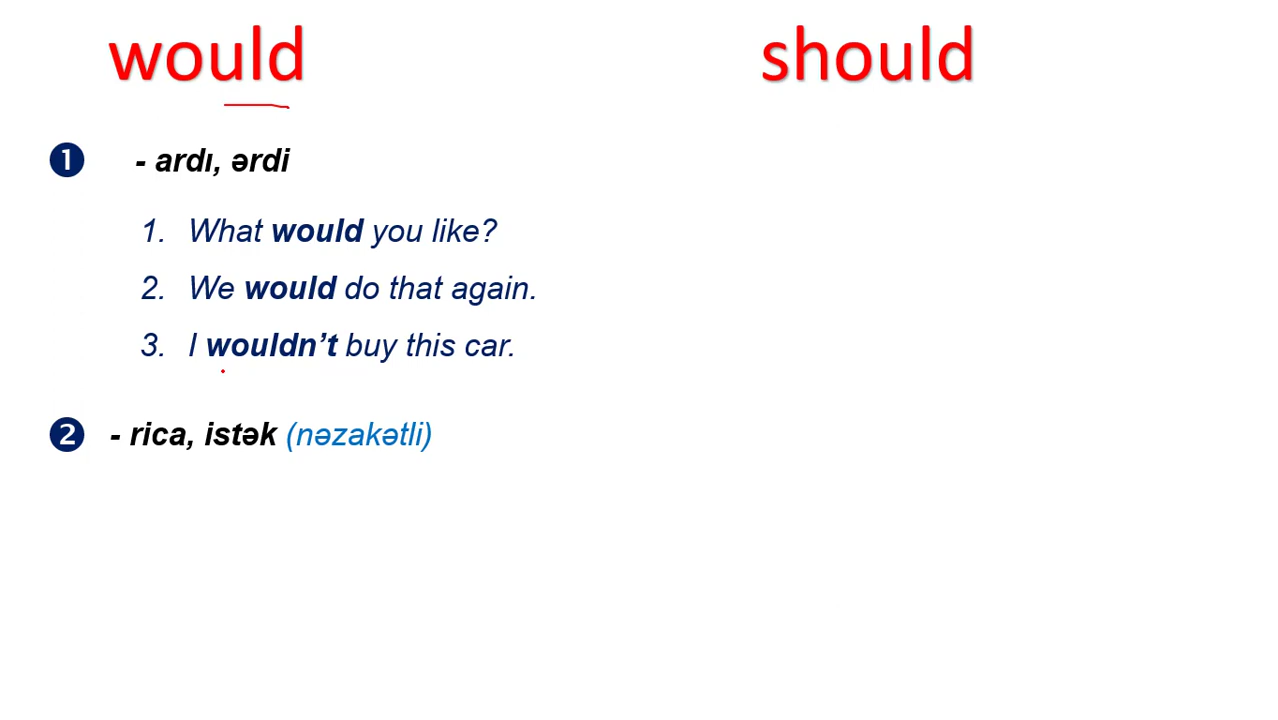 would
should
1 - ardı, ərdi
1. What would you like?
2. We would do that again.
3. I wouldn’t buy this car.
2 - rica, istək (nəzakətli)